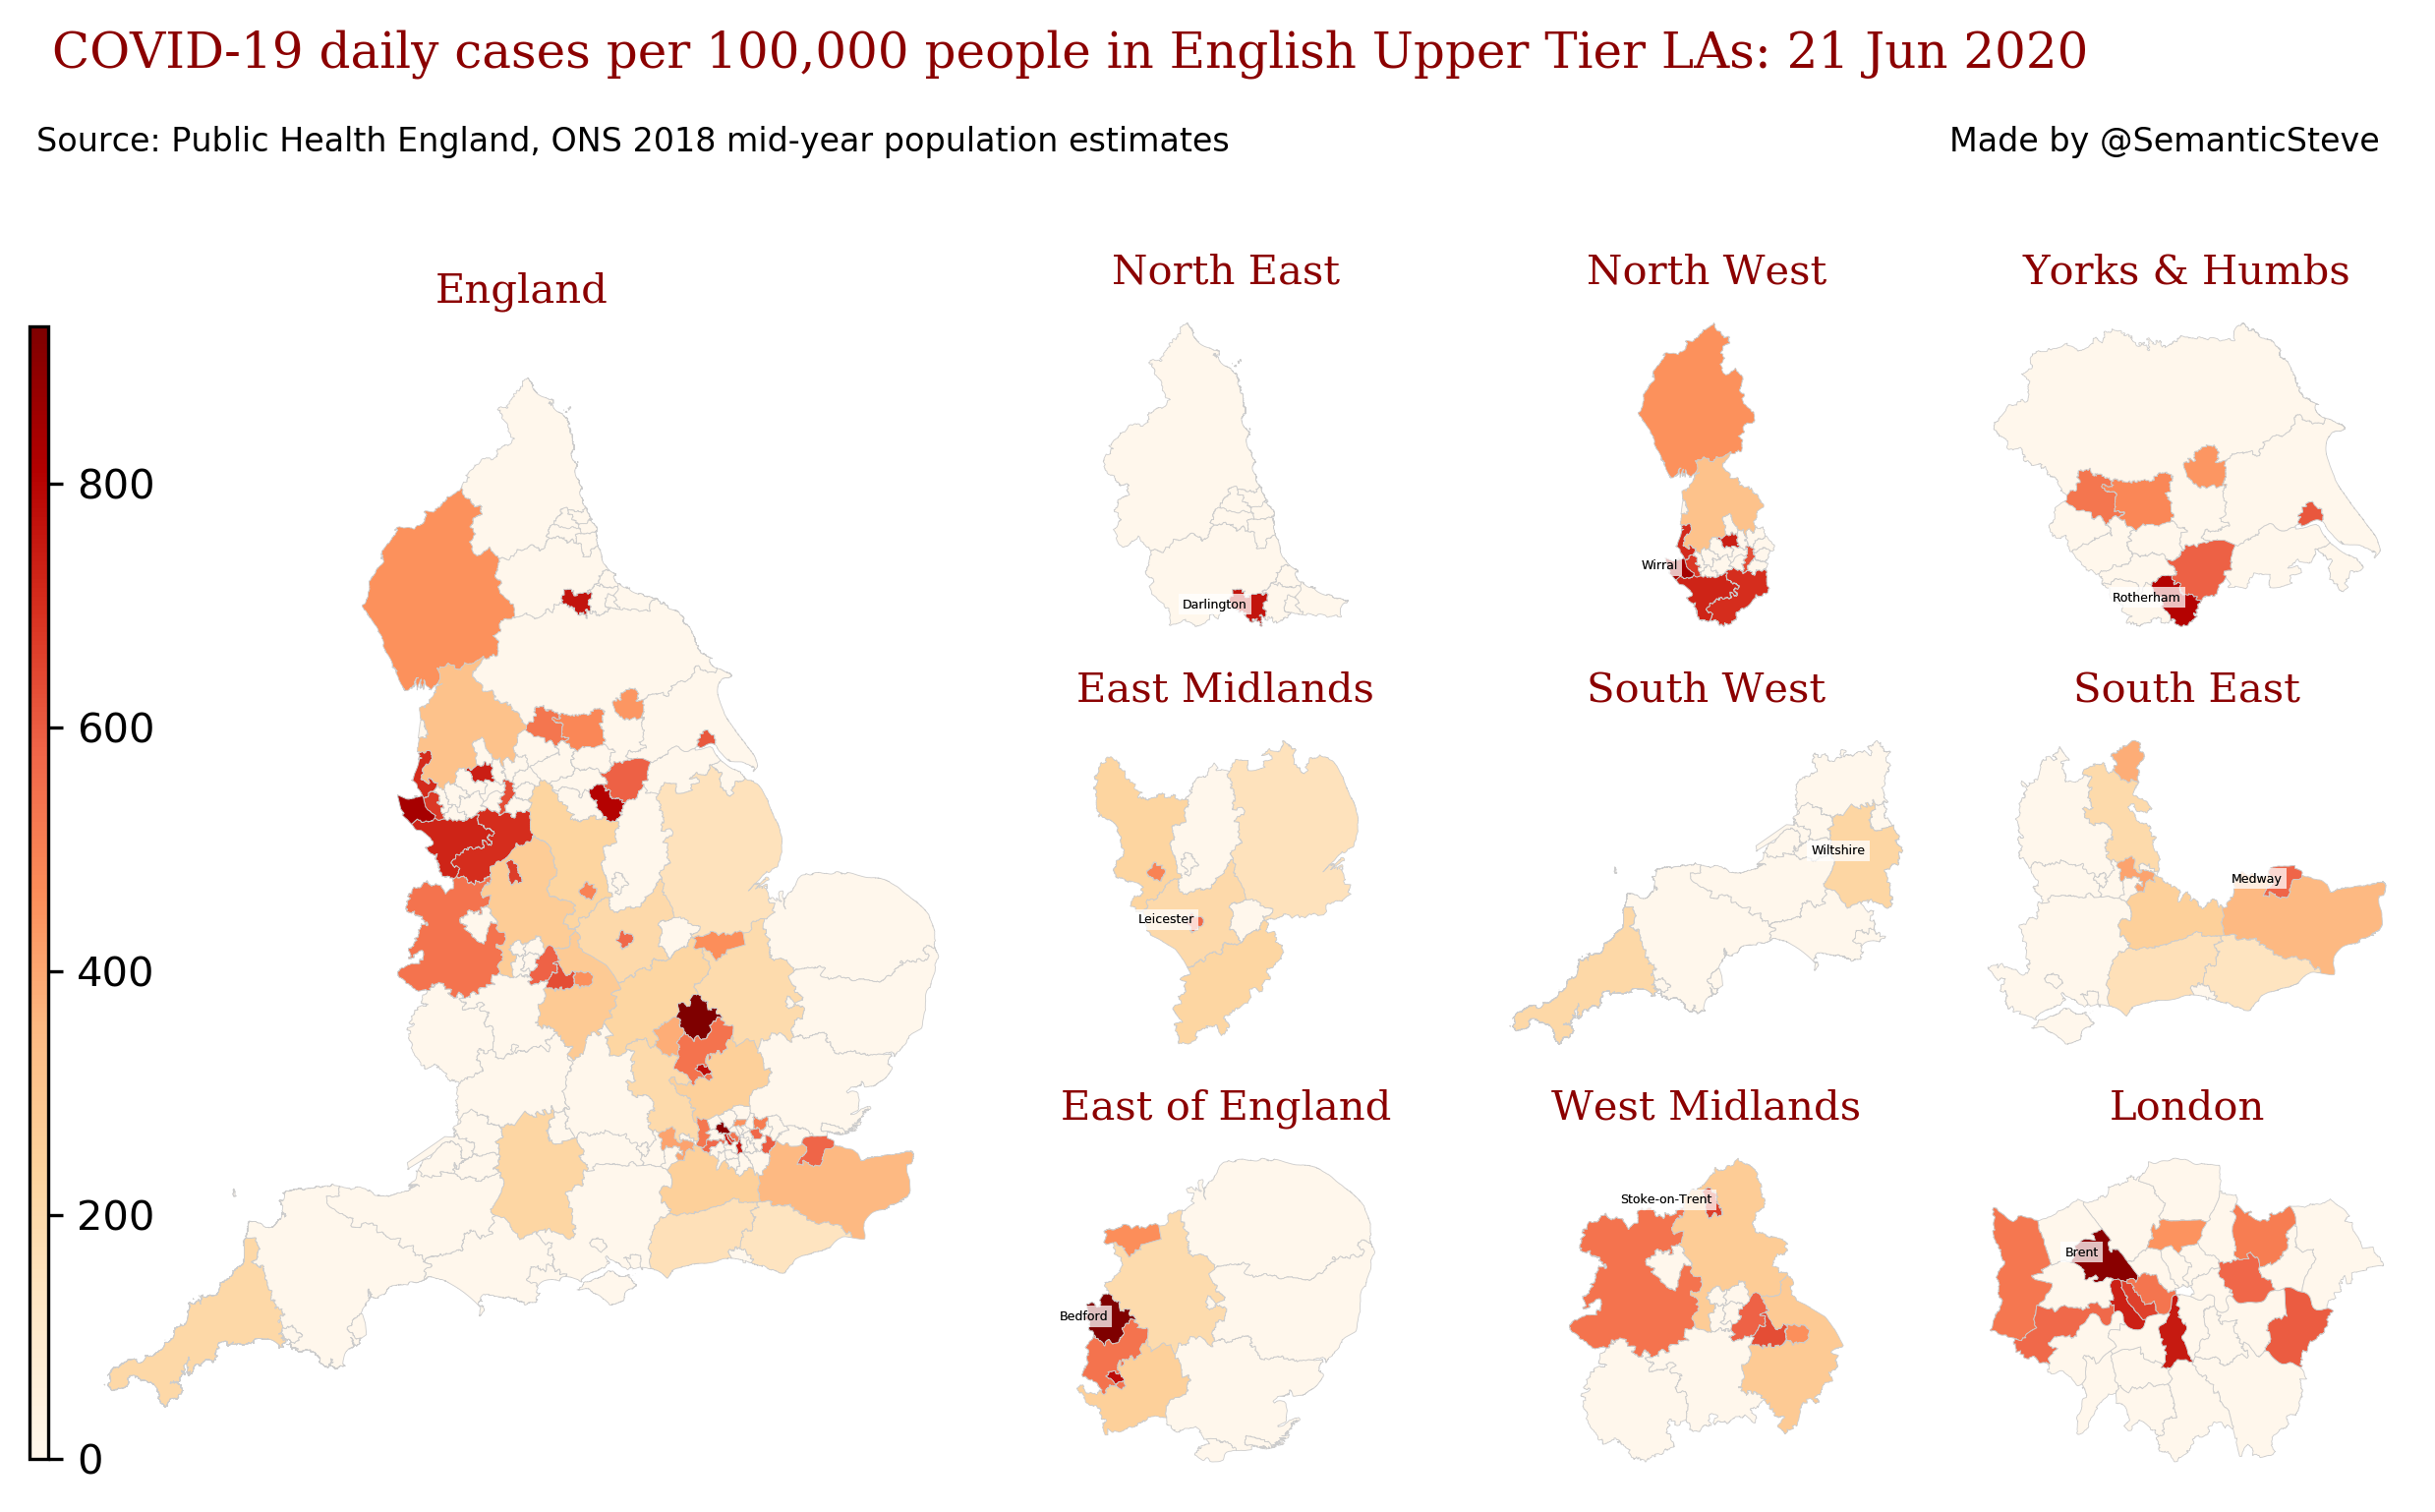 COVID-19 daily cases per 100,000 people in English Upper Tier LAs: 21 Jun 2020
Source: Public Health England, ONS 2018 mid-year population estimates
Made by @SemanticSteve
England
800
600
400
200
0
North East
Darlington
North West
Wirral
Yorks & Humbs
Rotherham
East Midlands
Leicester
South West
Wiltshire
South East
Medway
East of England
Bedford
West Midlands
Stoke-on-Trent
London
Brent